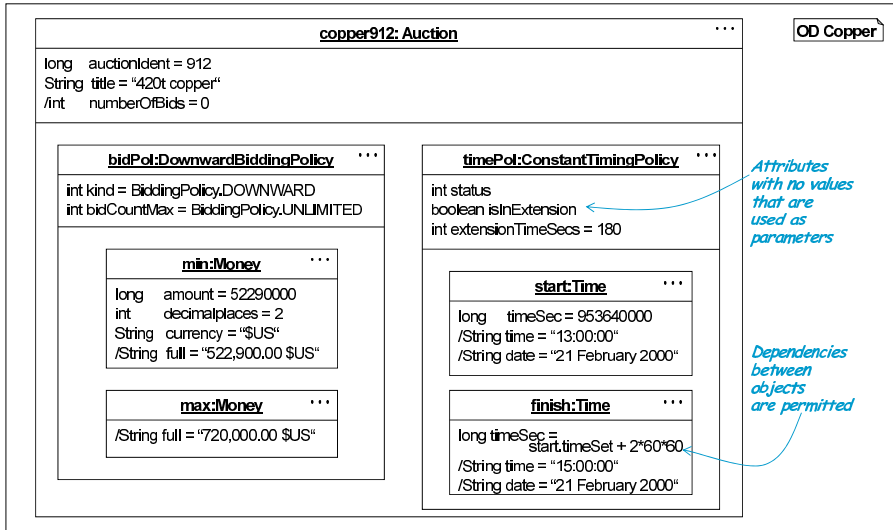 copper912: Auction ...
OD Copper
long auctionIdent = 912
String title = “420t copper“
/int numberOfBids = 0
bidPol:DownwardBiddingPolicy ...
int kind = BiddingPolicy.DOWNWARD
int bidCountMax = BiddingPolicy.UNLIMITED
min:Money ...
long amount = 52290000
int decimalplaces = 2
String currency = “$US“
/String full = “522,900.00 $US“
max:Money ...
/String full = “720,000.00 $US“
timePol:ConstantTimingPolicy ...
int status
boolean isInExtension
int extensionTimeSecs = 180
start:Time ...
long timeSec = 953640000
/String time = “13:00:00“
/String date = “21 February 2000“
finish:Time ...
long timeSec =
start.timeSet + 2*60*60
/String time = “15:00:00“
/String date = “21 February 2000“
Attributes
with no values
that are
used as
parameters
Dependencies
between
objects
are permitted